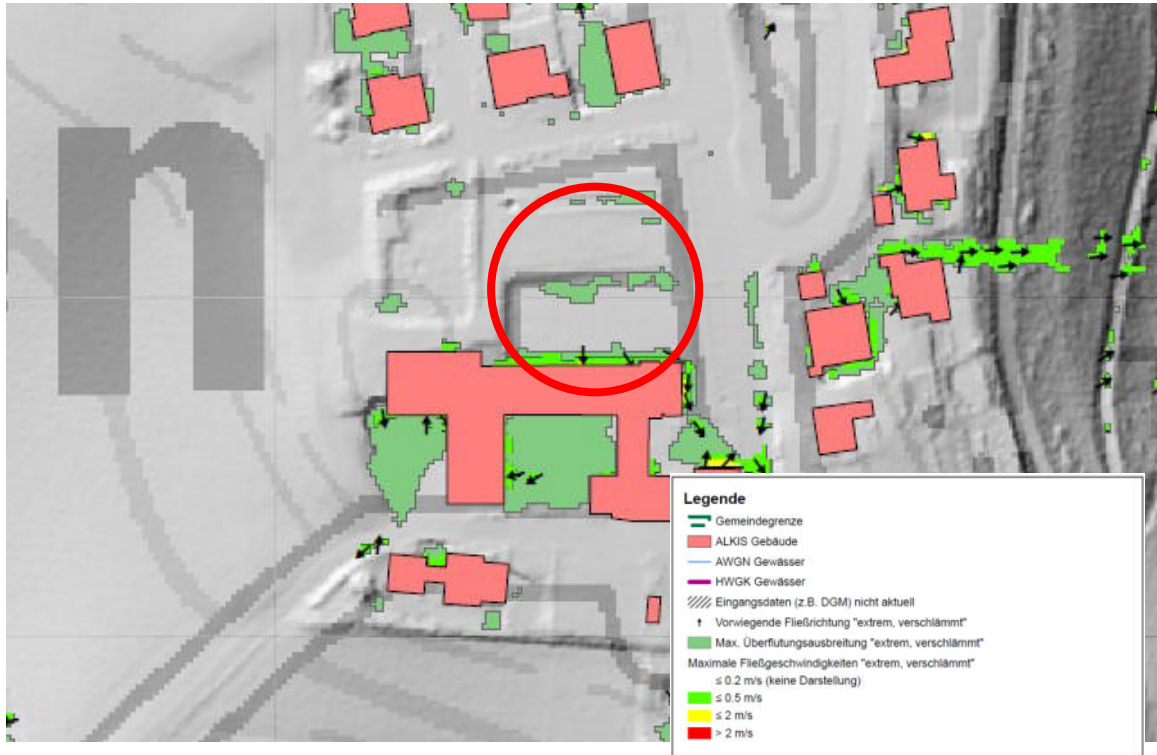 n
Legende
Gemeindegrenze
ALKIS Gebäude
AWGN Gewässer
HWGK Gewässer
Eingangsdaten (z.B. DGM) nicht aktuell
Vorwiegende Fließrichtung "extrem, verschlämmt"
Max. Überflutungsausbreitung "extrem, verschlämmt"
Maximale Fließgeschwindigkeiten "extrem, verschlämmt"
≤ 0.2 m/s (keine Darstellung)
≤ 0.5 m/s
≤ 2 m/s
> 2 m/s